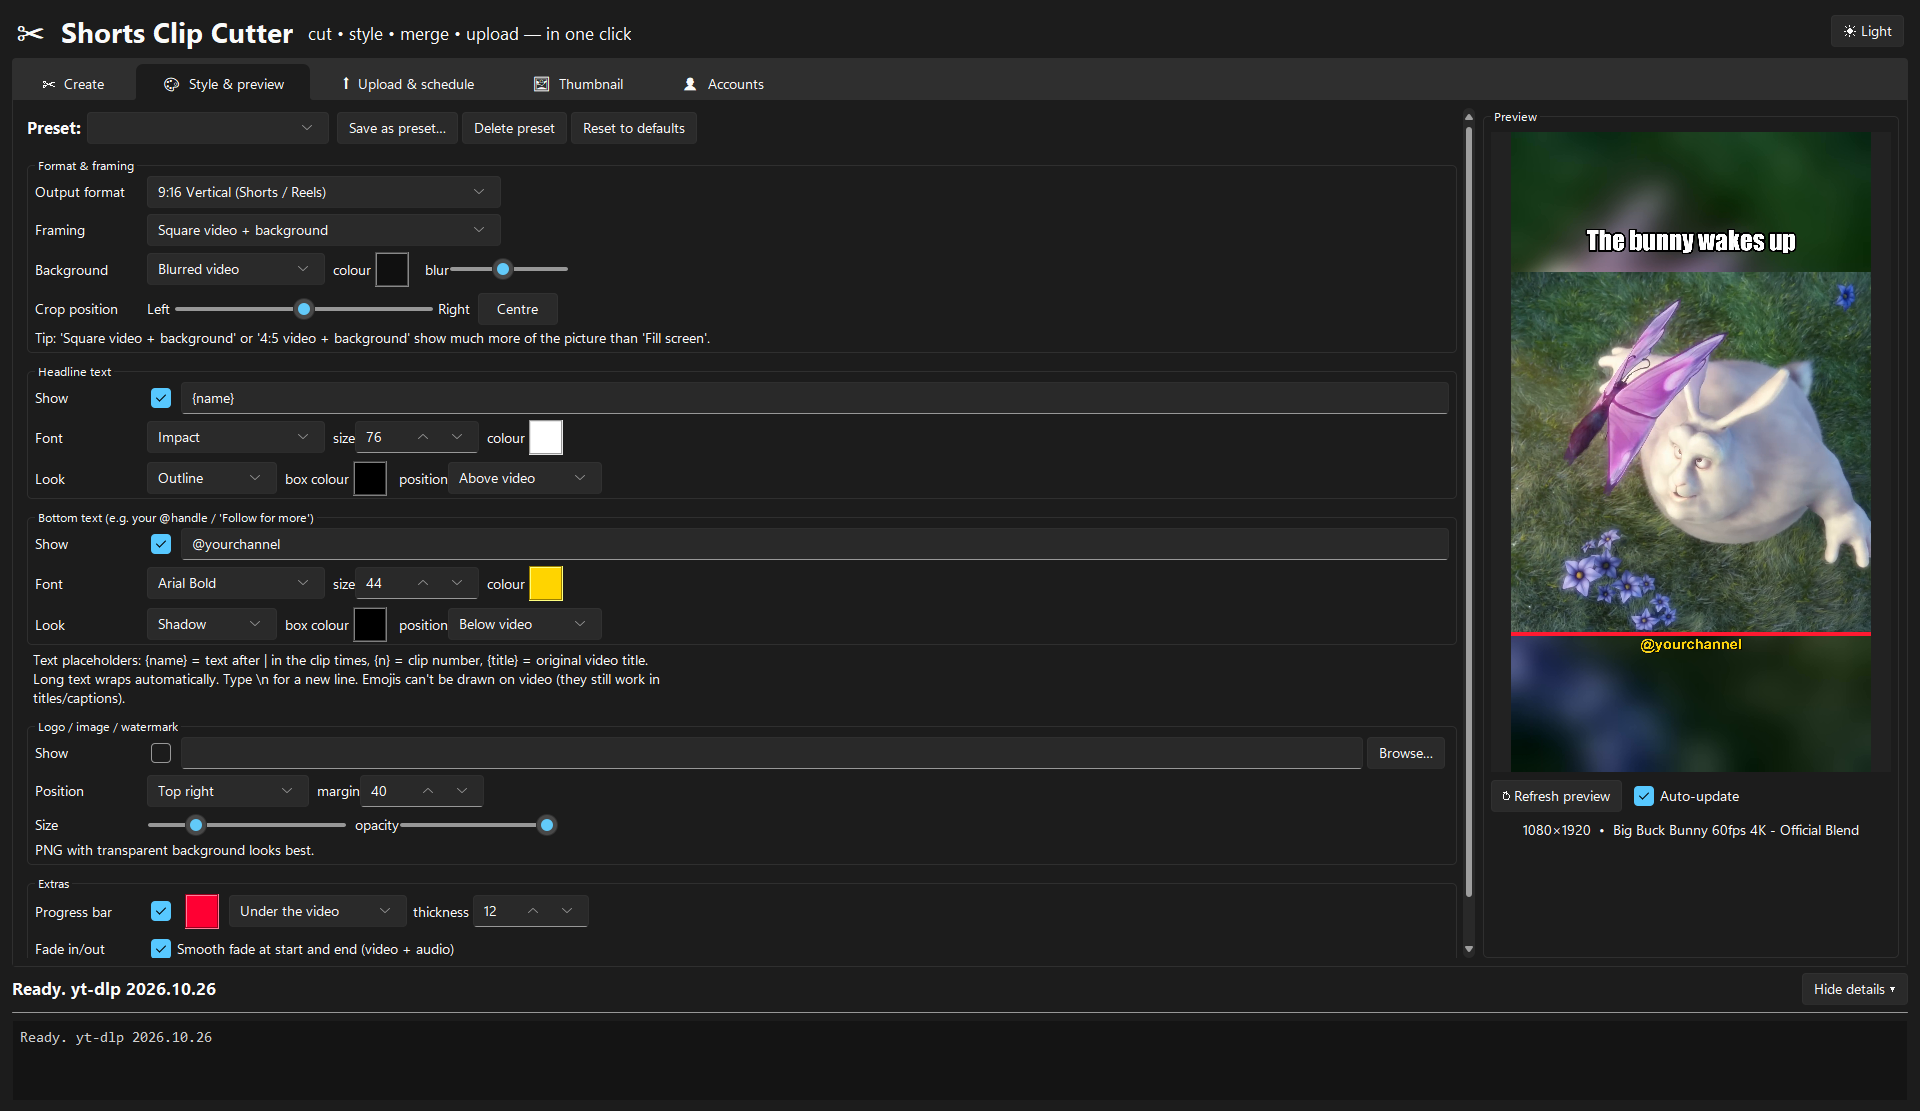 Shorts Clip Cutter cut • style • merge • upload — in one click
Light
Create
Style & preview
Upload & schedule
Thumbnail
Accounts
Preset:
Save as preset...
Delete preset
Reset to defaults
Format & framing
Output format 9:16 Vertical (Shorts / Reels)
Framing Square video + background
Background Blurred video colour blur
Crop position Left Right Centre
Tip: 'Square video + background' or '4:5 video + background' show much more of the picture than 'Fill screen'.
Headline text
Show {name}
Font Impact size 76 colour
Look Outline box colour position Above video
Bottom text (e.g. your @handle / 'Follow for more')
Show @yourchannel
Font Arial Bold size 44 colour
Look Shadow box colour position Below video
Text placeholders: {name} = text after | in the clip times, {n} = clip number, {title} = original video title.
Long text wraps automatically. Type \n for a new line. Emojis can't be drawn on video (they still work in
titles/captions).
Logo / image / watermark
Show Browse...
Position Top right margin 40
Size opacity
PNG with transparent background looks best.
Extras
Progress bar Under the video thickness 12
Fade in/out Smooth fade at start and end (video + audio)
Preview
The bunny wakes up
@yourchannel
Refresh preview Auto-update
1080×1920 • Big Buck Bunny 60fps 4K - Official Blend
Ready. yt-dlp 2026.10.26
Hide details
Ready. yt-dlp 2026.10.26